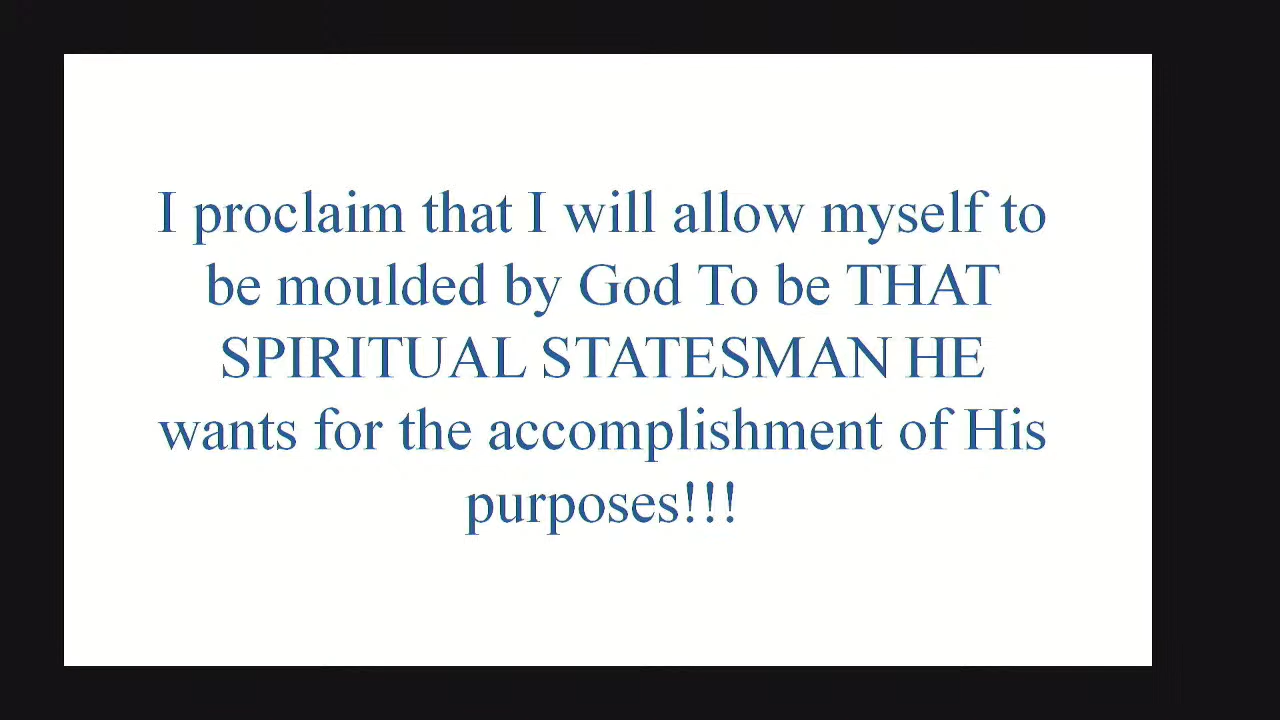 I proclaim that I will allow myself to
be moulded by God To be THAT
SPIRITUAL STATESMAN HE
wants for the accomplishment of His
purposes!!!